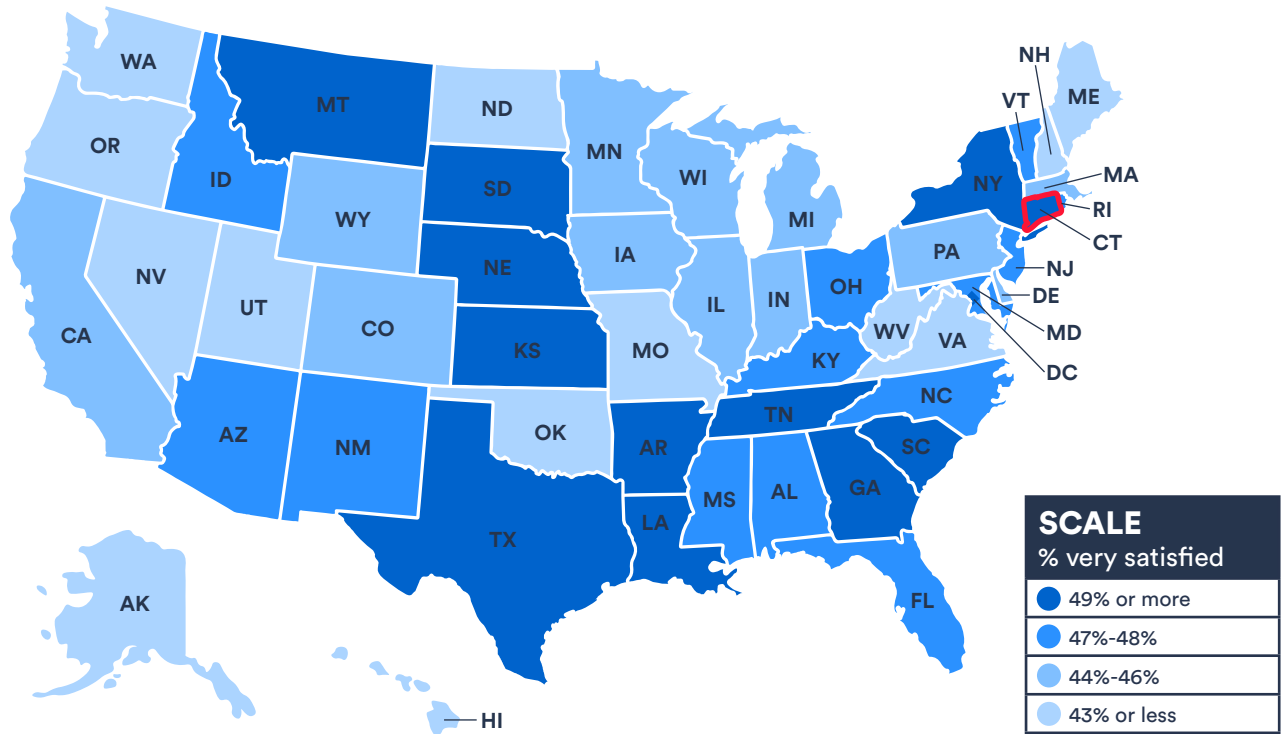 NH
WA
ME
MT
ND
VT
OR
MN
MA
WI
ID
SD
NY
RI
WY
MI
CT
PA
IA
NE
NJ
NV
OH
DE
UT
IL
IN
CO
WV
MD
CA
VA
KS
MO
KY
DC
NC
TN
AZ
OK
NM
AR
SC
GA
MS
AL
LA
SCALE
TX
% very satisfied
49% or more
AK
FL
47%-48%
44%-46%
43% or less
HI